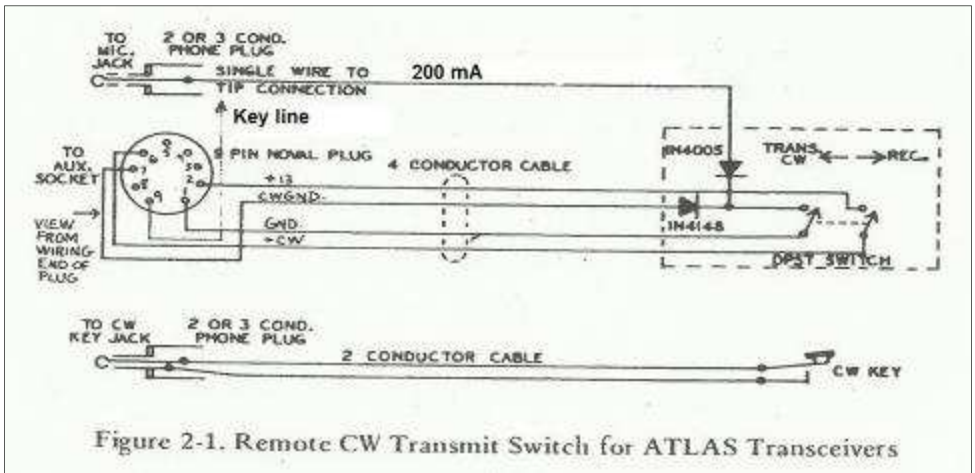 TO MIC. JACK
2 OR 3 COND. PHONE PLUG
SINGLE WIRE TO TIP CONNECTION
200 mA
Key line
TO AUX. SOCKET
9 PIN NOVAL PLUG
4 CONDUCTOR CABLE
+13
CWGND.
GND.
+CW
VIEW FROM WIRING END OF PLUG
1N4005
1N4148
TRANS. CW
REC.
DPST SWITCH
TO CW KEY JACK
2 OR 3 COND. PHONE PLUG
2 CONDUCTOR CABLE
CW KEY
Figure 2-1. Remote CW Transmit Switch for ATLAS Transceivers